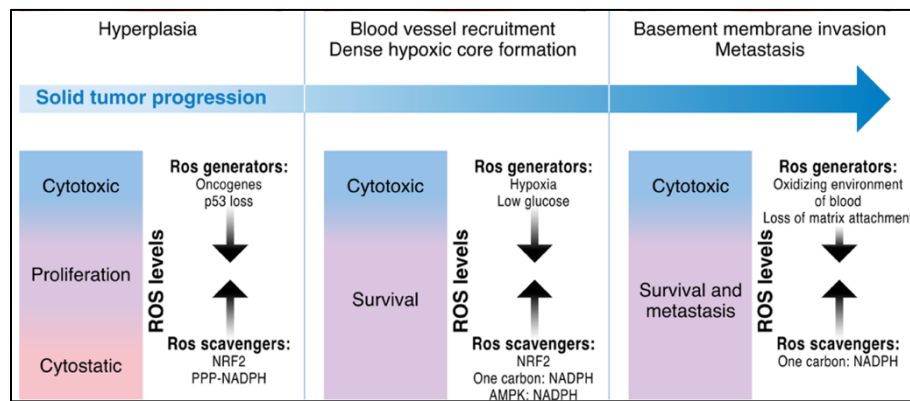 Hyperplasia
Blood vessel recruitment
Dense hypoxic core formation
Basement membrane invasion
Metastasis
Solid tumor progression
Cytotoxic
Proliferation
Cytostatic
ROS levels
Ros generators:
Oncogenes
p53 loss
Ros scavengers:
NRF2
PPP-NADPH
Cytotoxic
Survival
ROS levels
Ros generators:
Hypoxia
Low glucose
Ros scavengers:
NRF2
One carbon: NADPH
AMPK: NADPH
Cytotoxic
Survival and
metastasis
ROS levels
Ros generators:
Oxidizing environment
of blood
Loss of matrix attachment
Ros scavengers:
One carbon: NADPH